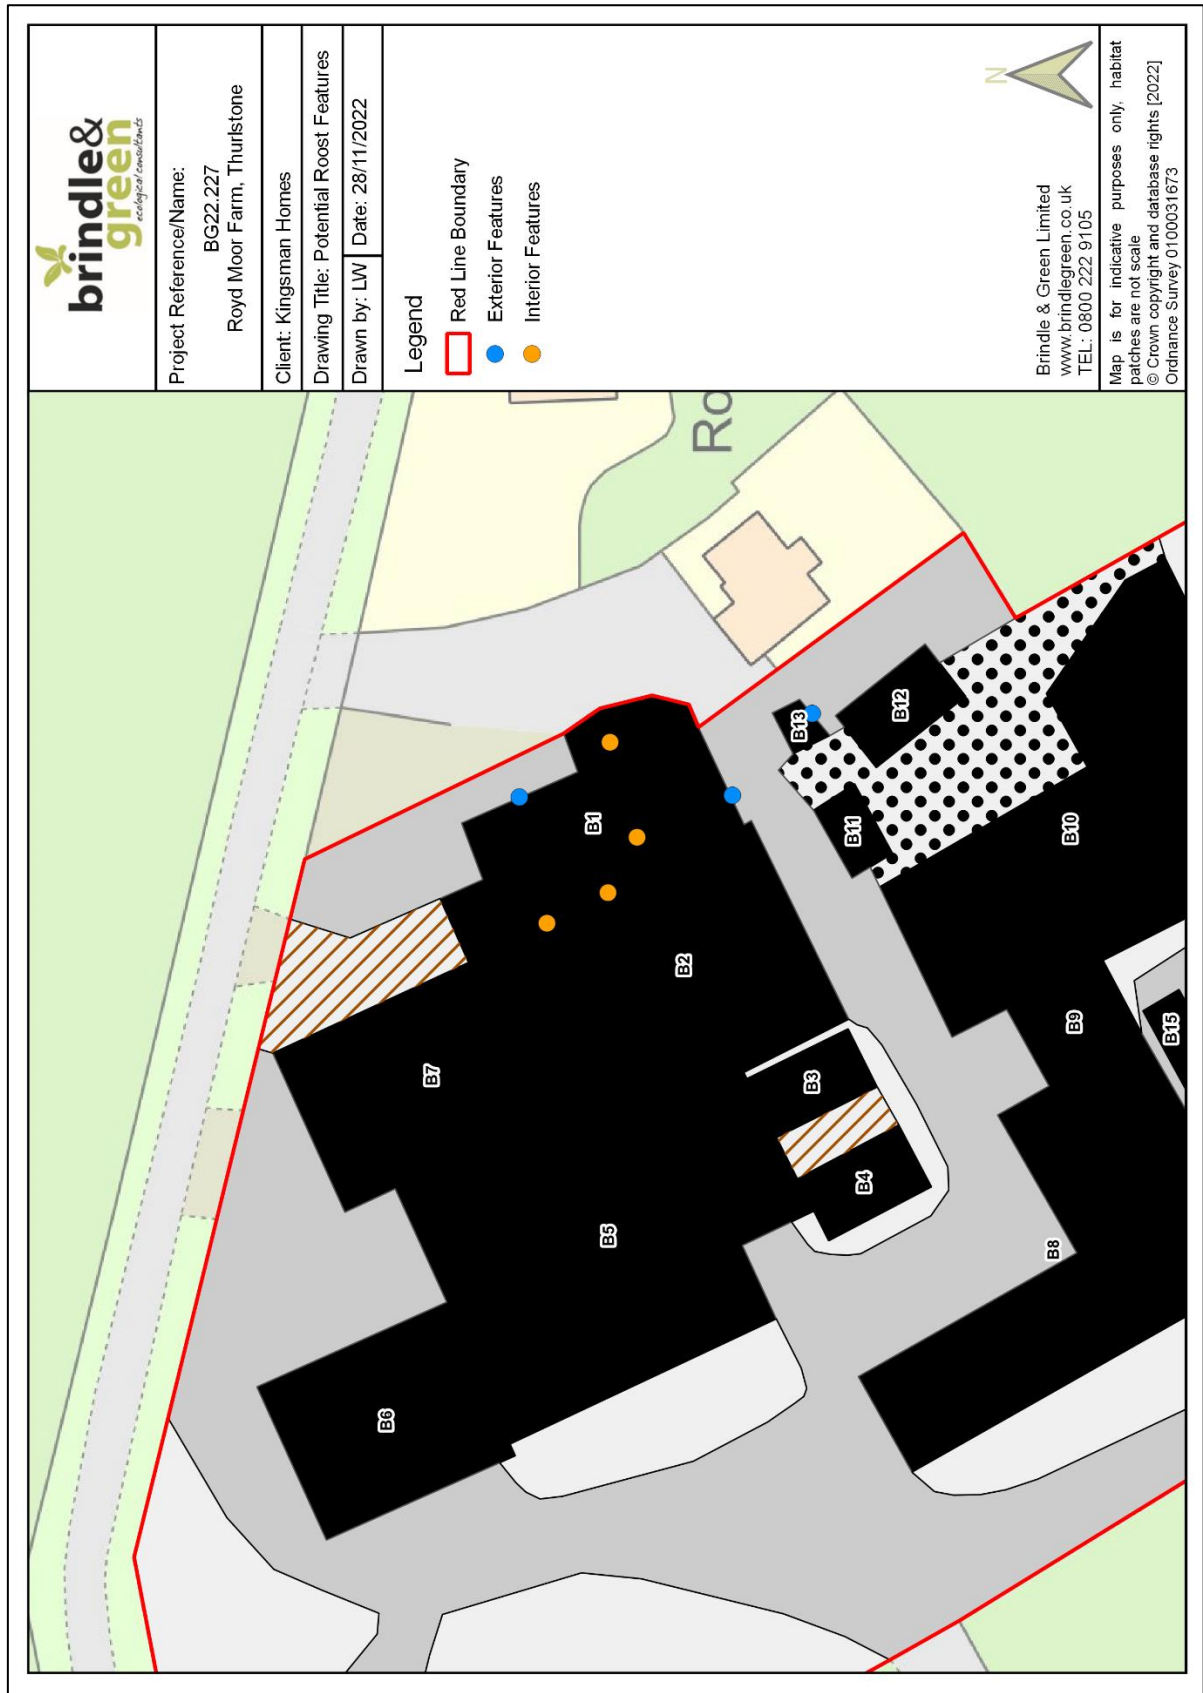 brindle&
green
ecological consultants
Project Reference/Name:
BG22.227
Royd Moor Farm, Thurlstone
Client: Kingsman Homes
Drawing Title: Potential Roost Features
Drawn by: LW
Date: 28/11/2022
Legend
Red Line Boundary
Exterior Features
Interior Features
N
Brindle & Green Limited
www.brindlegreen.co.uk
TEL: 0800 222 9105
Map is for indicative purposes only, habitat
patches are not scale
© Crown copyright and database rights [2022]
Ordnance Survey 0100031673
Ro
B6
B7
B5
B1
B2
B3
B4
B13
B12
B11
B10
B9
B8
B15